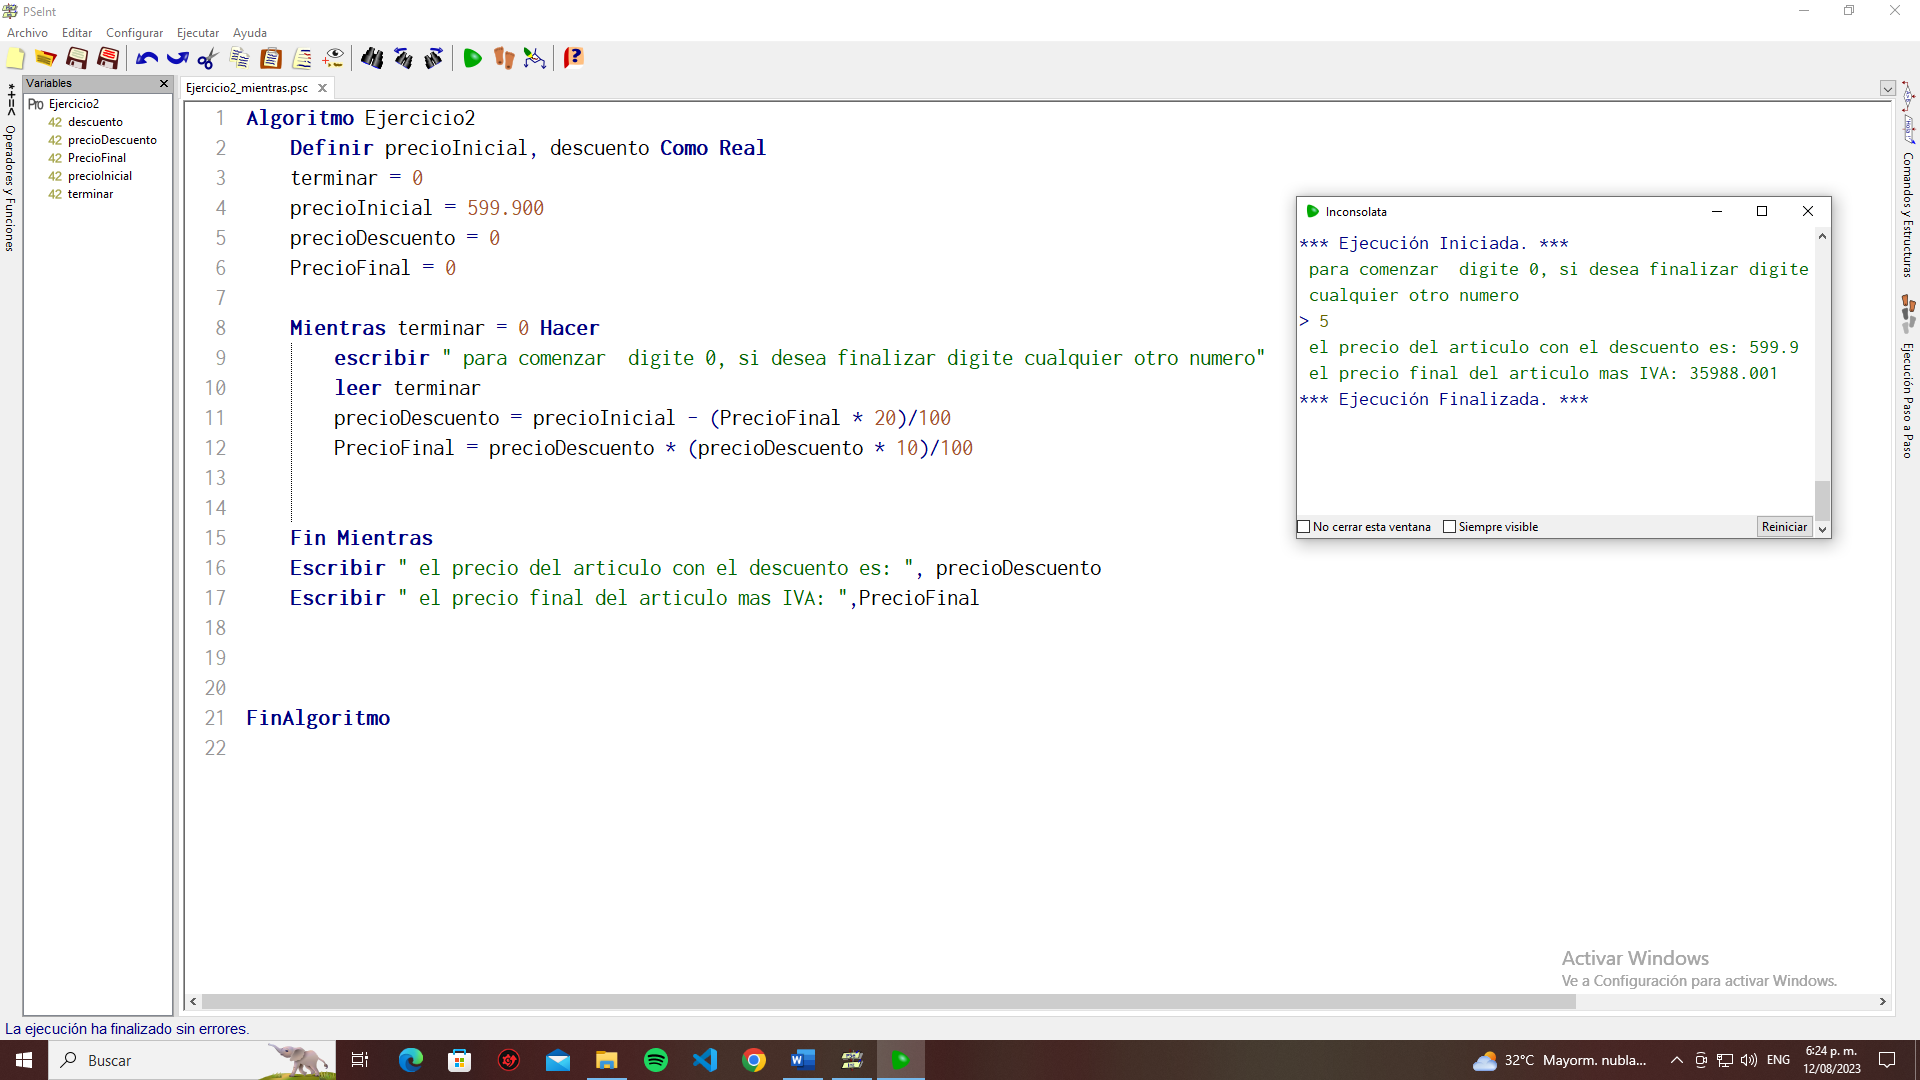 PSeInt
Archivo Editar Configurar Ejecutar Ayuda
Variables
Ejercicio2_mientras.psc
Pro Ejercicio2
42 descuento
42 precioDescuento
42 PrecioFinal
42 precioInicial
42 terminar
*+=< Operadores y Funciones
1 Algoritmo Ejercicio2
2 Definir precioInicial, descuento Como Real
3 terminar = 0
4 precioInicial = 599.900
5 precioDescuento = 0
6 PrecioFinal = 0
7
8 Mientras terminar = 0 Hacer
9 escribir " para comenzar  digite 0, si desea finalizar digite cualquier otro numero"
10 leer terminar
11 precioDescuento = precioInicial - (PrecioFinal * 20)/100
12 PrecioFinal = precioDescuento * (precioDescuento * 10)/100
13
14
15 Fin Mientras
16 Escribir " el precio del articulo con el descuento es: ", precioDescuento
17 Escribir " el precio final del articulo mas IVA: ",PrecioFinal
18
19
20
21 FinAlgoritmo
22
Inconsolata
*** Ejecución Iniciada. ***
para comenzar  digite 0, si desea finalizar digite
cualquier otro numero
> 5
el precio del articulo con el descuento es: 599.9
el precio final del articulo mas IVA: 35988.001
*** Ejecución Finalizada. ***
No cerrar esta ventana Siempre visible Reiniciar
Comandos y Estructuras
Ejecución Paso a Paso
Activar Windows
Ve a Configuración para activar Windows.
La ejecución ha finalizado sin errores.
Buscar
32°C Mayorm. nubla...
ENG
6:24 p. m.
12/08/2023